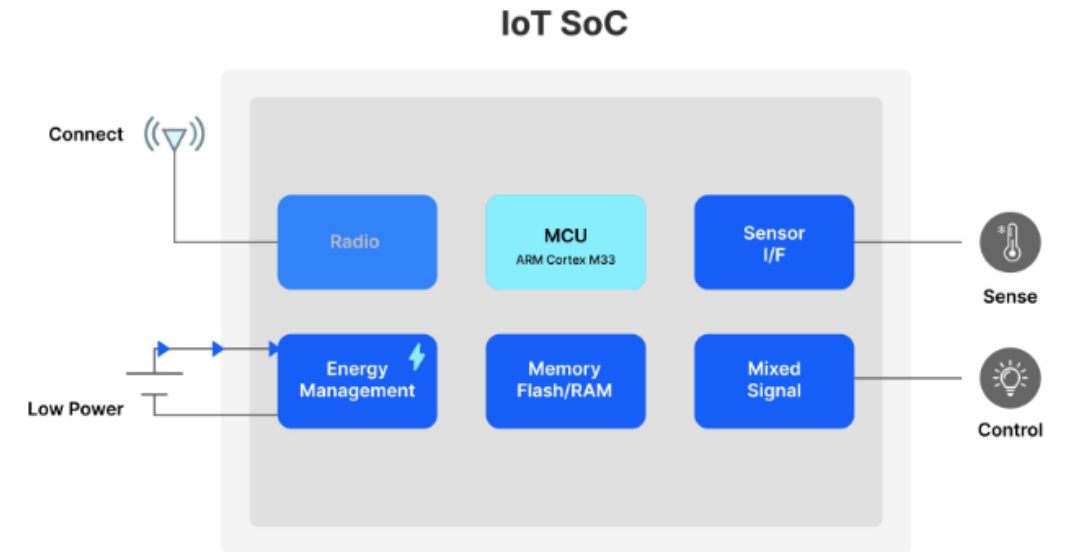 IoT SoC
Connect
Radio
MCU
ARM Cortex M33
Sensor
I/F
Sense
Energy
Management
Memory
Flash/RAM
Mixed
Signal
Low Power
Control